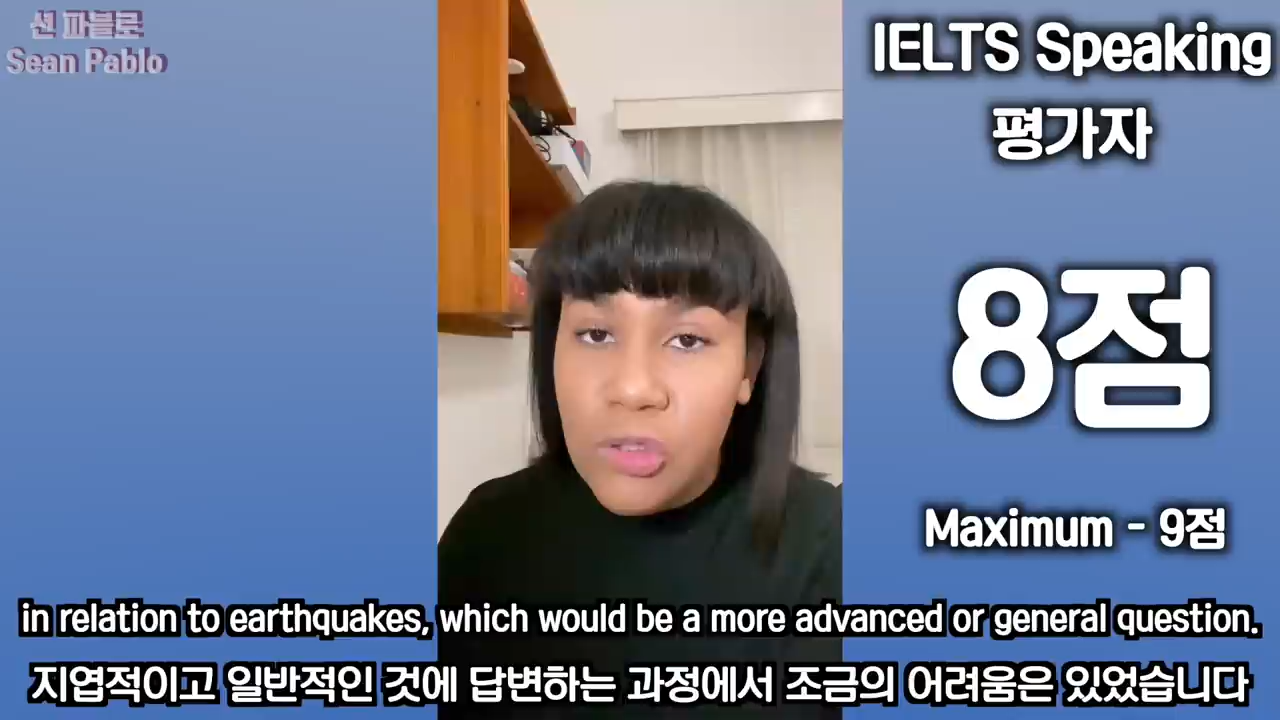 션 파블로
Sean Pablo
IELTS Speaking
평가자
8점
Maximum - 9점
in relation to earthquakes, which would be a more advanced or general question.
지엽적이고 일반적인 것에 답변하는 과정에서 조금의 어려움은 있었습니다